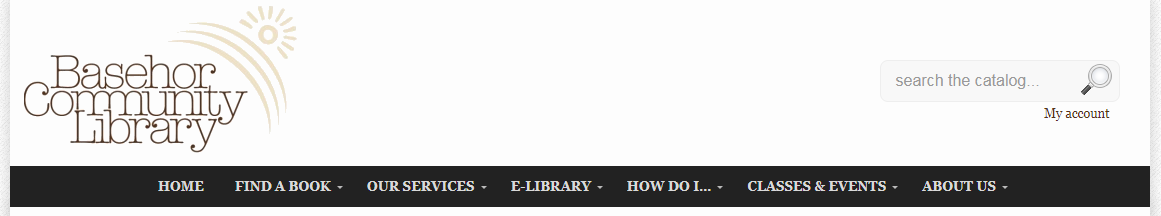 Basehor
Community
Library
search the catalog...
My account
HOME FIND A BOOK OUR SERVICES E-LIBRARY HOW DO I... CLASSES & EVENTS ABOUT US